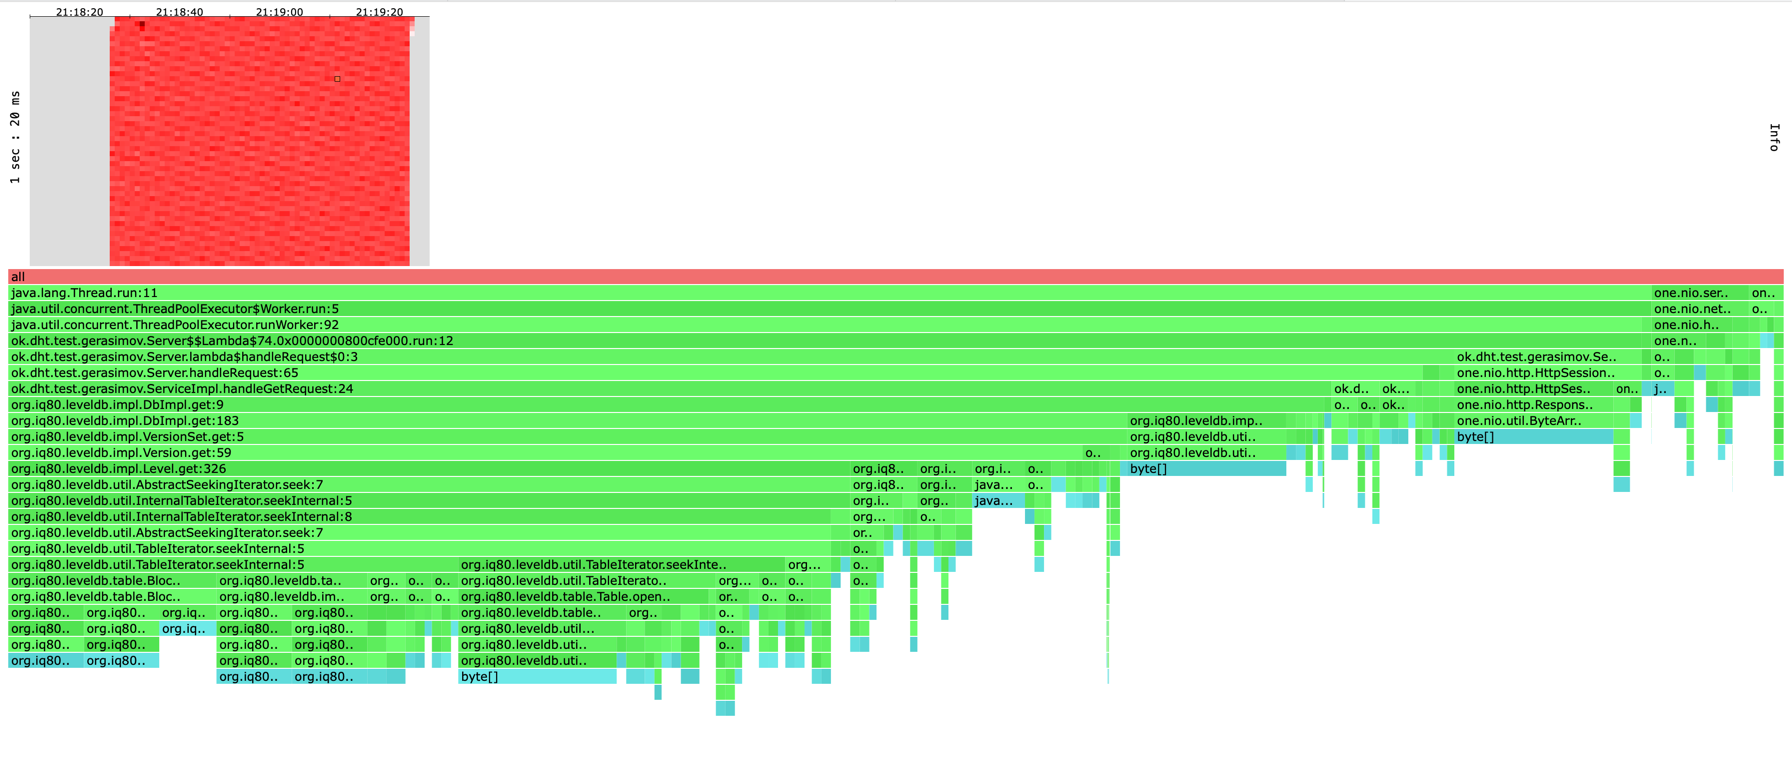 21:18:20 21:18:40 21:19:00 21:19:20
1 sec : 20 ms
Info
all
java.lang.Thread.run:11 one.nio.ser.. on..
java.util.concurrent.ThreadPoolExecutor$Worker.run:5 one.nio.net.. o..
java.util.concurrent.ThreadPoolExecutor.runWorker:92 one.nio.h..
ok.dht.test.gerasimov.Server$$Lambda$74.0x0000000800cfe000.run:12 one.n..
ok.dht.test.gerasimov.Server.lambda$handleRequest$0:3 ok.dht.test.gerasimov.Se.. o..
ok.dht.test.gerasimov.Server.handleRequest:65 one.nio.http.HttpSession.. o..
ok.dht.test.gerasimov.ServiceImpl.handleGetRequest:24 ok.d.. ok... one.nio.http.HttpSes.. on.. j..
org.iq80.leveldb.impl.DbImpl.get:9 o.. o.. ok.. one.nio.http.Respons..
org.iq80.leveldb.impl.DbImpl.get:183 org.iq80.leveldb.imp.. one.nio.util.ByteArr..
org.iq80.leveldb.impl.VersionSet.get:5 org.iq80.leveldb.uti.. byte[]
org.iq80.leveldb.impl.Version.get:59 o.. org.iq80.leveldb.uti..
org.iq80.leveldb.impl.Level.get:326 org.iq8.. org.i.. org.i.. o.. byte[]
org.iq80.leveldb.util.AbstractSeekingIterator.seek:7 org.iq8.. org.i.. java... o..
org.iq80.leveldb.util.InternalTableIterator.seekInternal:5 org.i.. org.. java...
org.iq80.leveldb.util.InternalTableIterator.seekInternal:8 org... o..
org.iq80.leveldb.util.AbstractSeekingIterator.seek:7 or..
org.iq80.leveldb.util.TableIterator.seekInternal:5 o..
org.iq80.leveldb.util.TableIterator.seekInternal:5 org.iq80.leveldb.util.TableIterator.seekInte.. org... o..
org.iq80.leveldb.table.Bloc.. org.iq80.leveldb.ta.. org.. o.. o.. org.iq80.leveldb.util.TableIterato.. org... o.. o.. o..
org.iq80.leveldb.table.Bloc.. org.iq80.leveldb.im.. org.. o.. o.. org.iq80.leveldb.table.Table.open.. or.. o.. o..
org.iq80.. org.iq80.. org.iq.. org.iq80.. org.iq80.. org.iq80.leveldb.table.. org.. o..
org.iq80.. org.iq80.. org.iq.. org.iq80.. org.iq80.. org.iq80.leveldb.util... o..
org.iq80.. org.iq80.. org.iq80.. org.iq80.. org.iq80.leveldb.uti.. o..
org.iq80.. org.iq80.. org.iq80.. org.iq80.. org.iq80.leveldb.uti..
org.iq80.. org.iq80.. byte[]